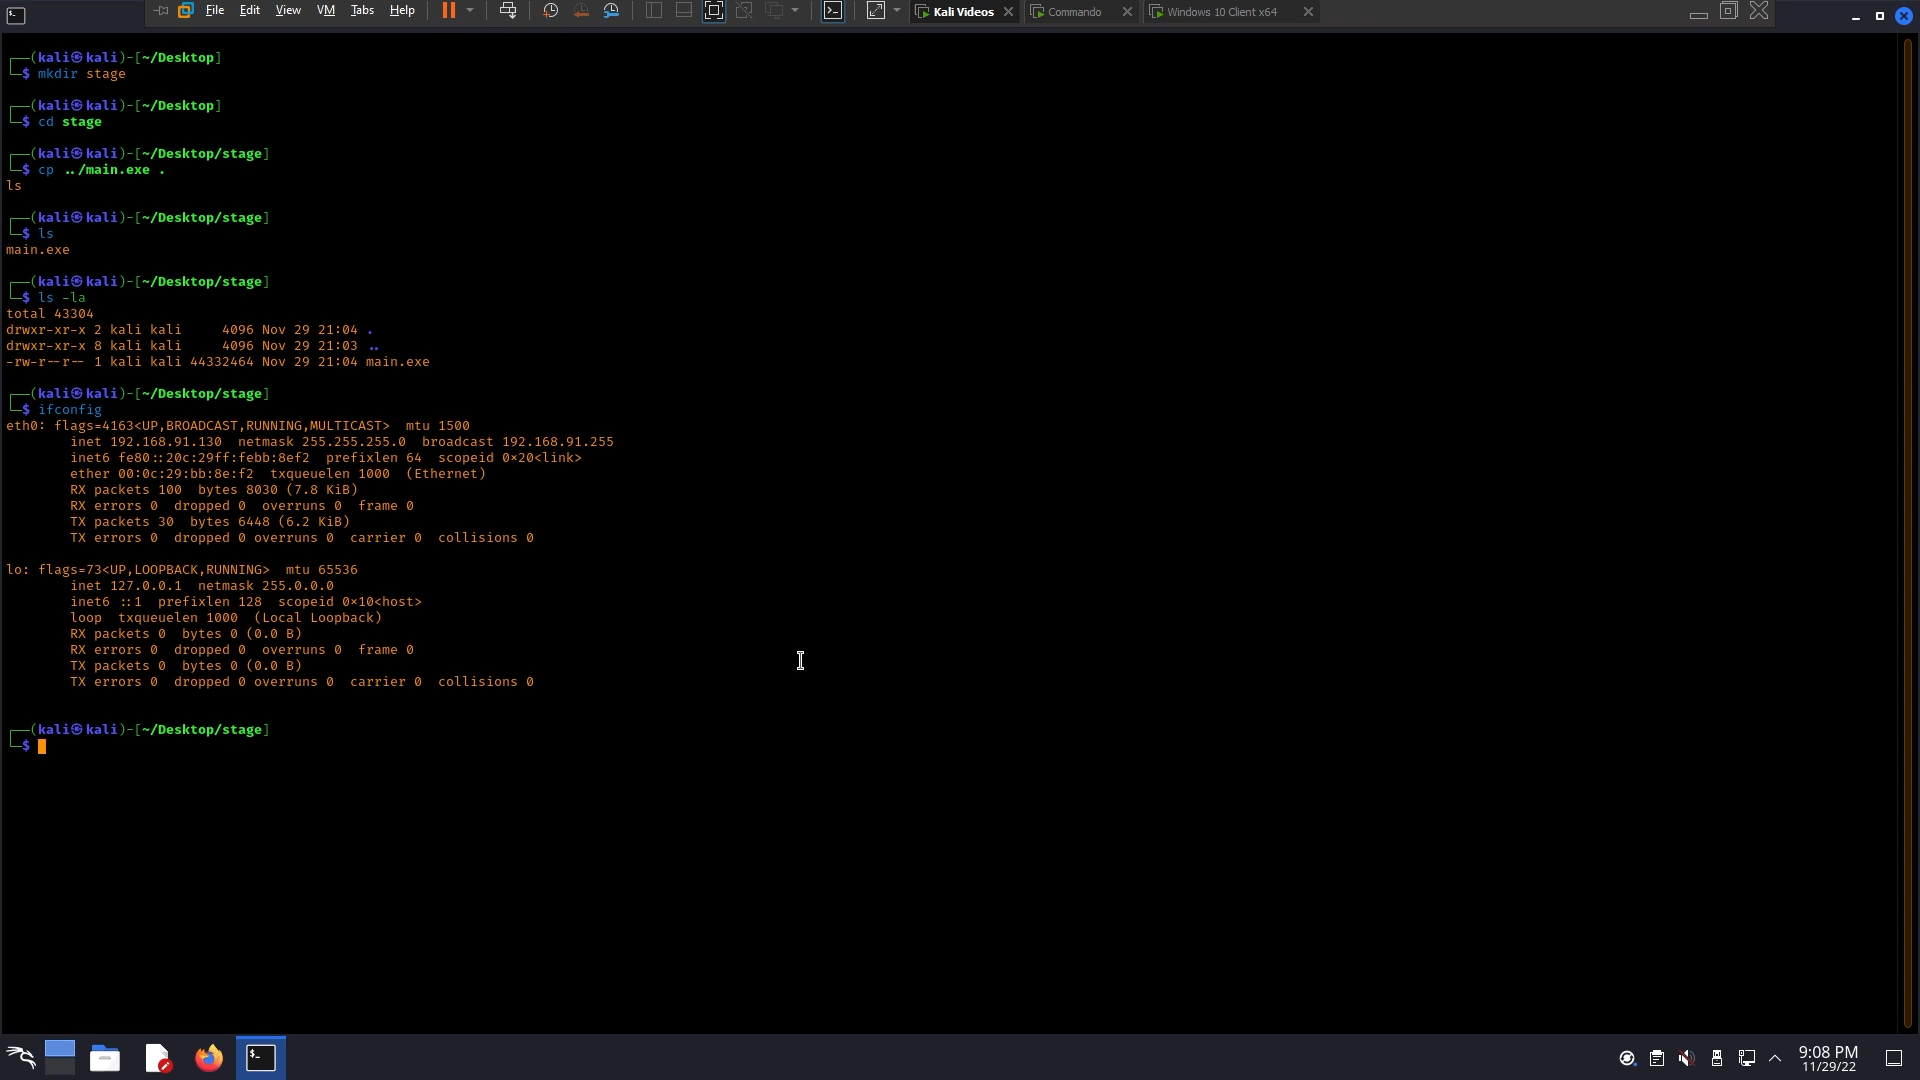 File Edit View VM Tabs Help Kali Videos Commando Windows 10 Client x64
┌──(kali㉿kali)-[~/Desktop]
└─$ mkdir stage
┌──(kali㉿kali)-[~/Desktop]
└─$ cd stage
┌──(kali㉿kali)-[~/Desktop/stage]
└─$ cp ../main.exe .
ls
┌──(kali㉿kali)-[~/Desktop/stage]
└─$ ls
main.exe
┌──(kali㉿kali)-[~/Desktop/stage]
└─$ ls -la
total 43304
drwxr-xr-x 2 kali kali     4096 Nov 29 21:04 .
drwxr-xr-x 8 kali kali     4096 Nov 29 21:03 ..
-rw-r--r-- 1 kali kali 44332464 Nov 29 21:04 main.exe
┌──(kali㉿kali)-[~/Desktop/stage]
└─$ ifconfig
eth0: flags=4163<UP,BROADCAST,RUNNING,MULTICAST>  mtu 1500
        inet 192.168.91.130  netmask 255.255.255.0  broadcast 192.168.91.255
        inet6 fe80::20c:29ff:febb:8ef2  prefixlen 64  scopeid 0×20<link>
        ether 00:0c:29:bb:8e:f2  txqueuelen 1000  (Ethernet)
        RX packets 100  bytes 8030 (7.8 KiB)
        RX errors 0  dropped 0  overruns 0  frame 0
        TX packets 30  bytes 6448 (6.2 KiB)
        TX errors 0  dropped 0 overruns 0  carrier 0  collisions 0
lo: flags=73<UP,LOOPBACK,RUNNING>  mtu 65536
        inet 127.0.0.1  netmask 255.0.0.0
        inet6 ::1  prefixlen 128  scopeid 0×10<host>
        loop  txqueuelen 1000  (Local Loopback)
        RX packets 0  bytes 0 (0.0 B)
        RX errors 0  dropped 0  overruns 0  frame 0
        TX packets 0  bytes 0 (0.0 B)
        TX errors 0  dropped 0 overruns 0  carrier 0  collisions 0
┌──(kali㉿kali)-[~/Desktop/stage]
└─$
9:08 PM
11/29/22